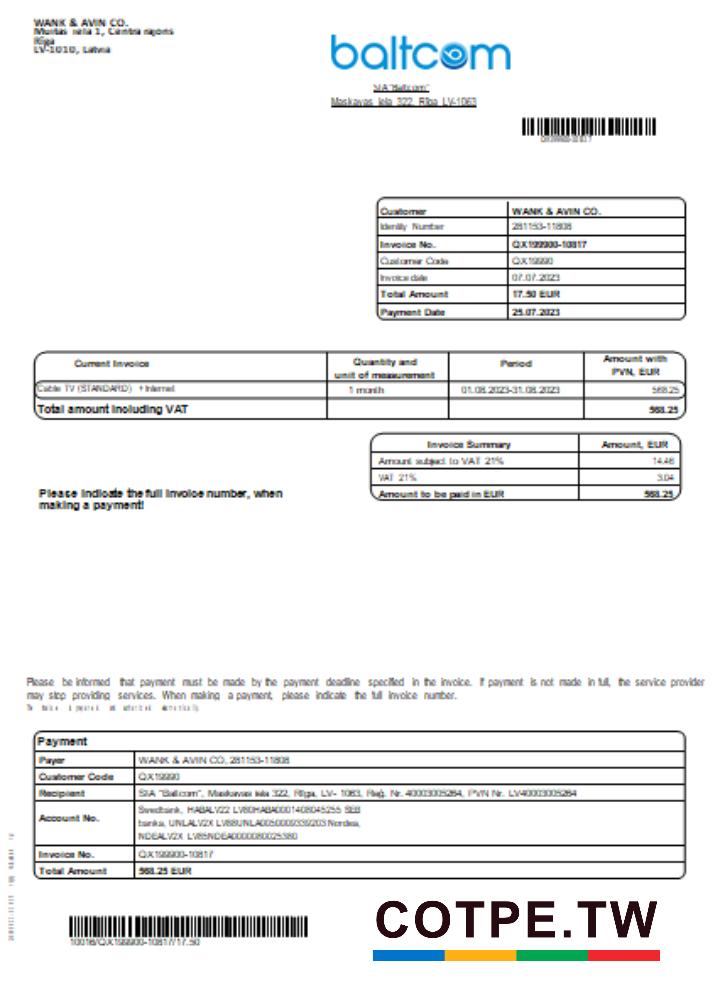 WANK & AVIN CO.
Muitas iela 1, Centra rajons
Rīga
LV-1010, Latvia
baltcom
SIA "Baltcom"
Maskavas iela 322, Rīga LV-1063
QX199900-10817
Customer WANK & AVIN CO.
Identity Number 281153-11808
Invoice No. QX199900-10817
Customer Code QX19990
Invoice date 07.07.2023
Total Amount 17.50 EUR
Payment Date 25.07.2023
Current Invoice Quantity and unit of measurement Period Amount with PVN, EUR
Cable TV (STANDARD) + Internet 1 month 01.08.2023-31.08.2023 568.25
Total amount including VAT 568.25
Invoice Summary Amount, EUR
Amount subject to VAT 21% 14.46
VAT 21% 3.04
Amount to be paid in EUR 568.25
Please indicate the full invoice number, when
making a payment!
Please be informed that payment must be made by the payment deadline specified in the invoice. If payment is not made in full, the service provider
may stop providing services. When making a payment, please indicate the full invoice number.
Payment
Payer WANK & AVIN CO, 281153-11808
Customer Code QX19990
Recipient SIA "Baltcom", Maskavas iela 322, Rīga, LV- 1063, Reģ. Nr. 40003005264, PVN Nr. LV40003005264
Account No. Swedbank, HABALV22 LV80HABA0001408045255 SEB
banka, UNLALV2X LV88UNLA0050009339203 Nordea,
NDEALV2X LV85NDEA0000080025380
Invoice No. QX199900-10817
Total Amount 568.25 EUR
10016/QX199900-10817/17.50
COTPE.TW